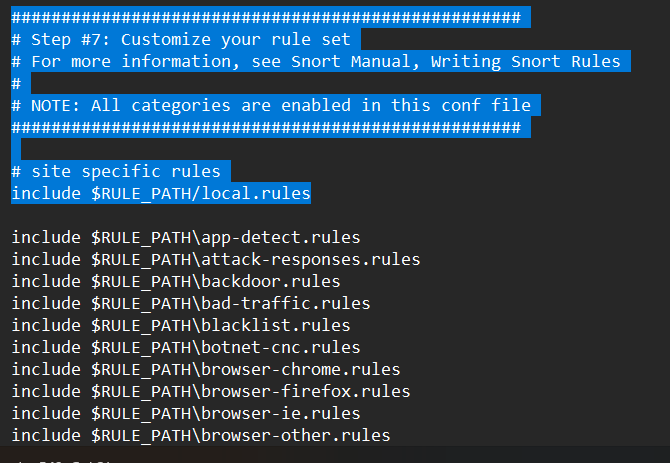 ###################################################
# Step #7: Customize your rule set
# For more information, see Snort Manual, Writing Snort Rules
#
# NOTE: All categories are enabled in this conf file
###################################################
# site specific rules
include $RULE_PATH/local.rules
include $RULE_PATH\app-detect.rules
include $RULE_PATH\attack-responses.rules
include $RULE_PATH\backdoor.rules
include $RULE_PATH\bad-traffic.rules
include $RULE_PATH\blacklist.rules
include $RULE_PATH\botnet-cnc.rules
include $RULE_PATH\browser-chrome.rules
include $RULE_PATH\browser-firefox.rules
include $RULE_PATH\browser-ie.rules
include $RULE_PATH\browser-other.rules